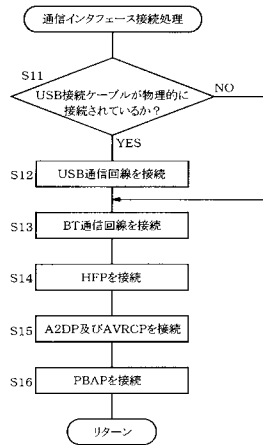 通信インタフェース接続処理
S11
USB接続ケーブルが物理的に
接続されているか?
NO
YES
S12
USB通信回線を接続
S13
BT通信回線を接続
S14
HFPを接続
S15
A2DP及びAVRCPを接続
S16
PBAPを接続
リターン